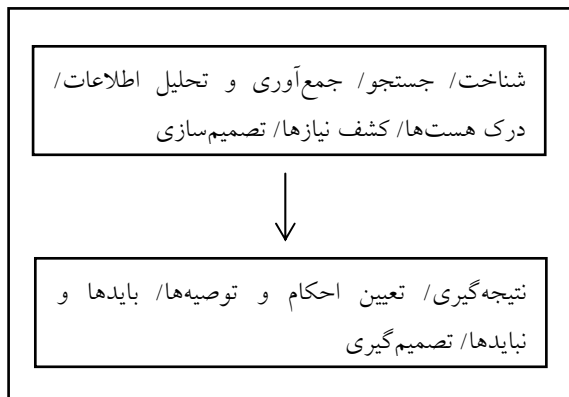 شناخت/ جستجو/ جمع‌آوری و تحلیل اطلاعات/
درک هست‌ها/ کشف نیازها/ تصمیم‌سازی
نتیجه‌گیری/ تعیین احکام و توصیه‌ها/ بایدها و
نبایدها/ تصمیم‌گیری